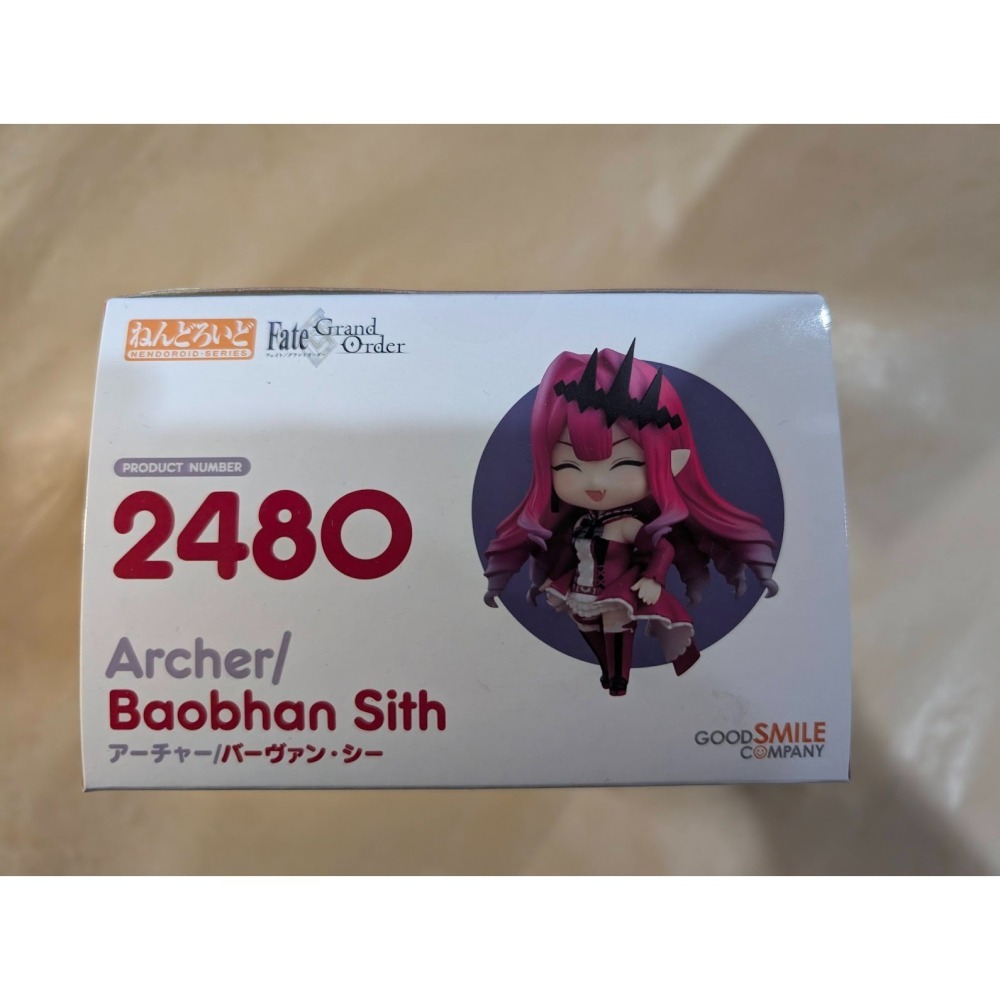 ねんどろいど
NENDOROID-SERIES
Fate/Grand Order
フェイト/グランドオーダー
PRODUCT NUMBER
2480
Archer/
Baobhan Sith
アーチャー/バーヴァン・シー
GOOD SMILE
COMPANY